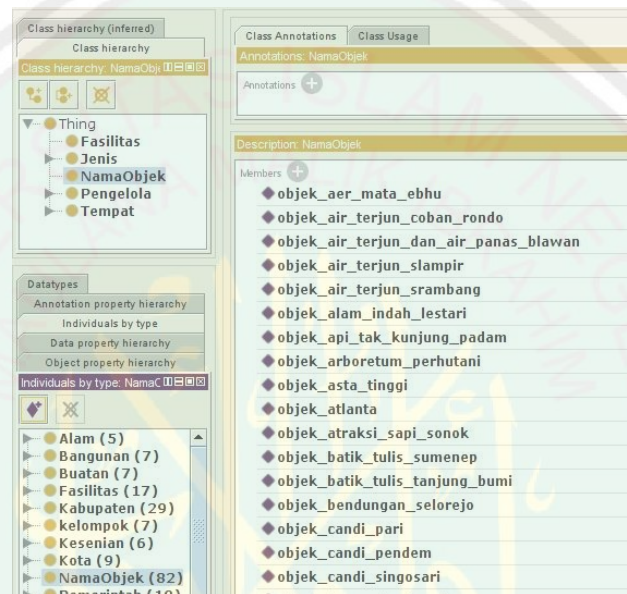 Class hierarchy (inferred)
Class hierarchy
Class hierarchy: NamaObj
Thing
Fasilitas
Jenis
NamaObjek
Pengelola
Tempat
Datatypes
Annotation property hierarchy
Individuals by type
Data property hierarchy
Object property hierarchy
Individuals by type: NamaC
Alam (5)
Bangunan (7)
Buatan (7)
Fasilitas (17)
Kabupaten (29)
kelompok (7)
Kesenian (6)
Kota (9)
NamaObjek (82)
Class Annotations Class Usage
Annotations: NamaObjek
Annotations
Description: NamaObjek
Members
objek_aer_mata_ebhu
objek_air_terjun_coban_rondo
objek_air_terjun_dan_air_panas_blawan
objek_air_terjun_slampir
objek_air_terjun_srambang
objek_alam_indah_lestari
objek_api_tak_kunjung_padam
objek_arboretum_perhutani
objek_asta_tinggi
objek_atlanta
objek_atraksi_sapi_sonok
objek_batik_tulis_sumenep
objek_batik_tulis_tanjung_bumi
objek_bendungan_selorejo
objek_candi_pari
objek_candi_pendem
objek_candi_singosari